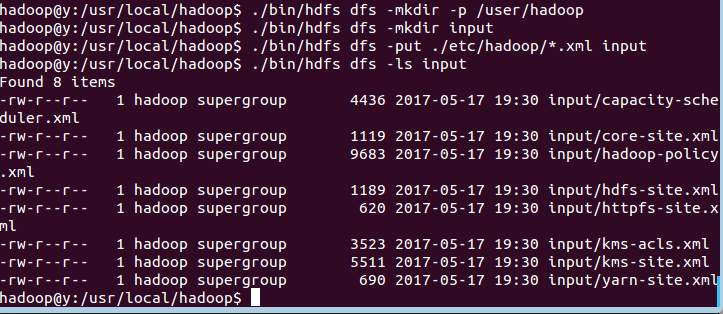 hadoop@y:/usr/local/hadoop$ ./bin/hdfs dfs -mkdir -p /user/hadoop
hadoop@y:/usr/local/hadoop$ ./bin/hdfs dfs -mkdir input
hadoop@y:/usr/local/hadoop$ ./bin/hdfs dfs -put ./etc/hadoop/*.xml input
hadoop@y:/usr/local/hadoop$ ./bin/hdfs dfs -ls input
Found 8 items
-rw-r--r--   1 hadoop supergroup       4436 2017-05-17 19:30 input/capacity-sche
duler.xml
-rw-r--r--   1 hadoop supergroup       1119 2017-05-17 19:30 input/core-site.xml
-rw-r--r--   1 hadoop supergroup       9683 2017-05-17 19:30 input/hadoop-policy
.xml
-rw-r--r--   1 hadoop supergroup       1189 2017-05-17 19:30 input/hdfs-site.xml
-rw-r--r--   1 hadoop supergroup        620 2017-05-17 19:30 input/httpfs-site.x
ml
-rw-r--r--   1 hadoop supergroup       3523 2017-05-17 19:30 input/kms-acls.xml
-rw-r--r--   1 hadoop supergroup       5511 2017-05-17 19:30 input/kms-site.xml
-rw-r--r--   1 hadoop supergroup        690 2017-05-17 19:30 input/yarn-site.xml
hadoop@y:/usr/local/hadoop$